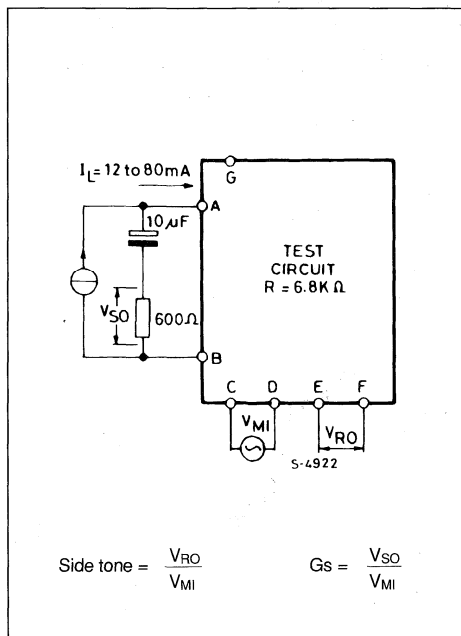 I_L = 12 to 80mA
G
A
10 µF
TEST
CIRCUIT
R = 6.8K Ω
V_SO
600Ω
B
C D E F
V_MI
V_RO
S-4922
Side tone = V_RO / V_MI
Gs = V_SO / V_MI